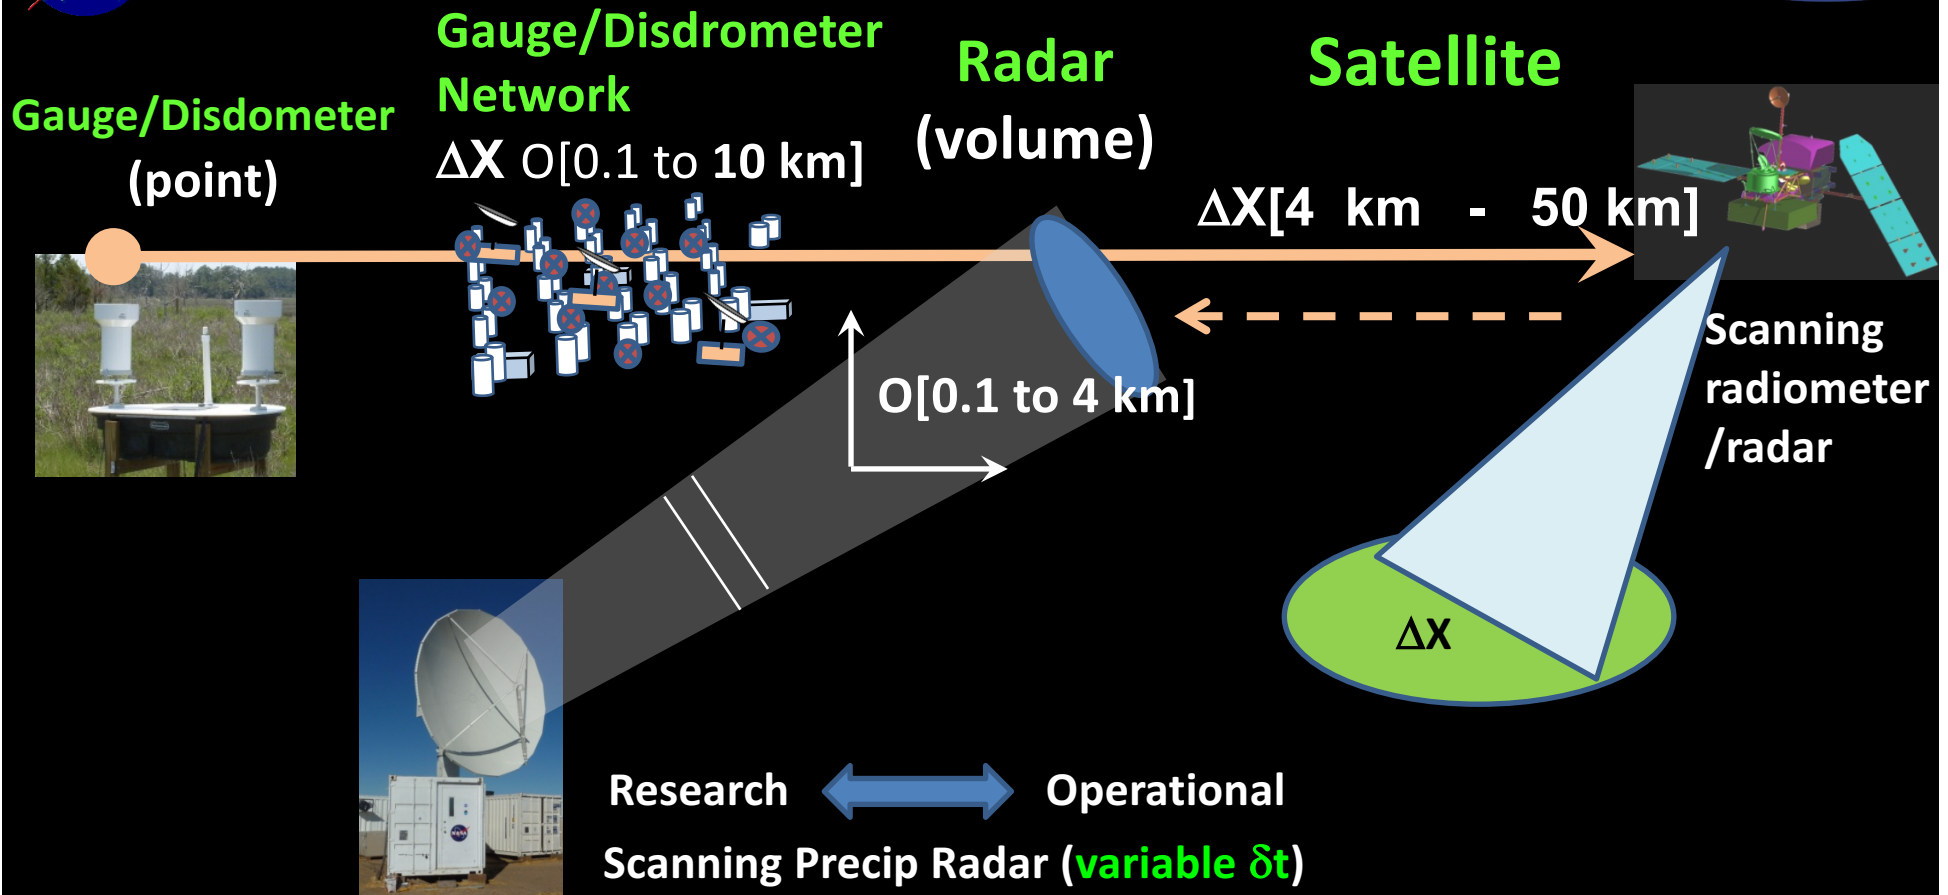 Gauge/Disdometer
(point)
Gauge/Disdrometer
Network
ΔX O[0.1 to 10 km]
Radar
(volume)
Satellite
ΔX[4 km - 50 km]
O[0.1 to 4 km]
Scanning
radiometer
/radar
ΔX
NASA
Research
Operational
Scanning Precip Radar (variable δt)